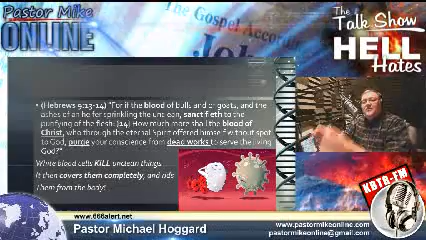 Pastor Mike
ONLINE
The Gospel Accord
The
Talk Show
HELL
Hates
• (Hebrews 9:13-14) "For if the blood of bulls and of goats, and the
ashes of an heifer sprinkling the unclean, sanctifieth to the
purifying of the flesh: [14] How much more shall the blood of
Christ, who through the eternal Spirit offered himself without spot
to God, purge your conscience from dead works to serve the living
God?"
White blood cells KILL unclean things
It then covers them completely, and rids
Them from the body!
KBTB-FM
www.666alert.net
Pastor Michael Hoggard
www.pastormikeonline.com
pastormikeonline@gmail.com